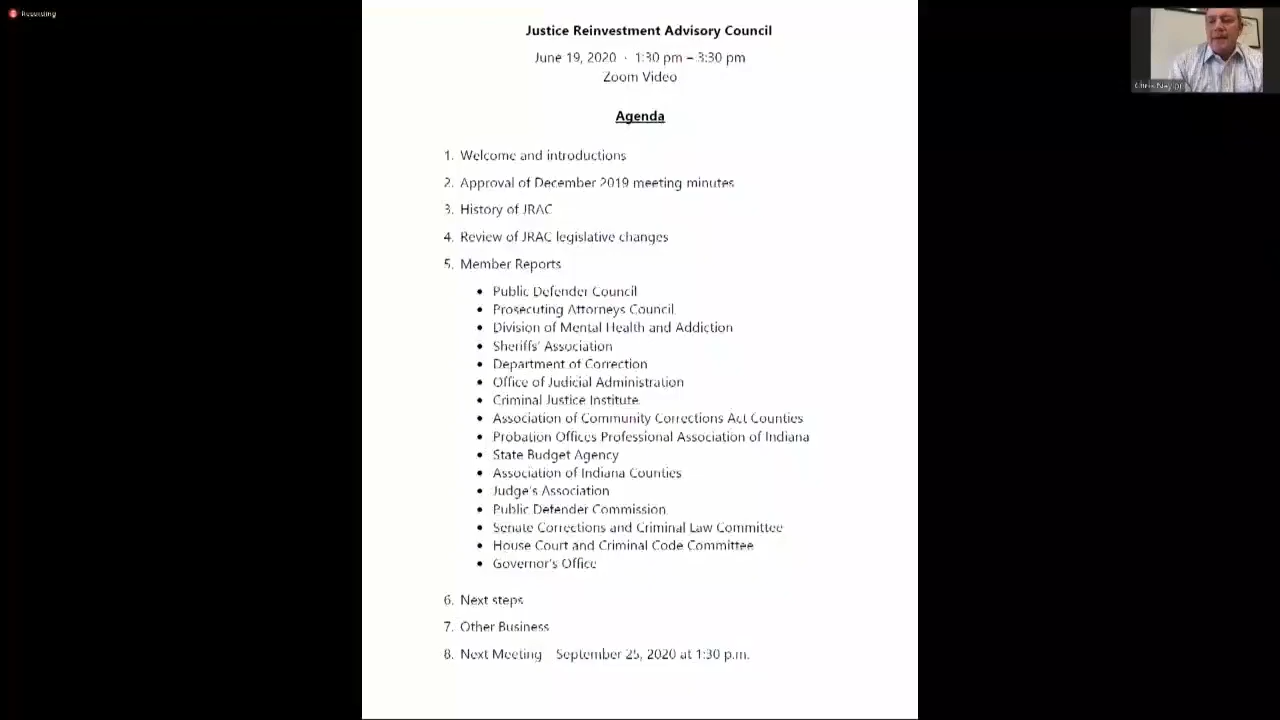 Recording
Justice Reinvestment Advisory Council
June 19, 2020 · 1:30 pm – 3:30 pm
Zoom Video
Agenda
1. Welcome and introductions
2. Approval of December 2019 meeting minutes
3. History of JRAC
4. Review of JRAC legislative changes
5. Member Reports
• Public Defender Council
• Prosecuting Attorneys Council
• Division of Mental Health and Addiction
• Sheriffs' Association
• Department of Correction
• Office of Judicial Administration
• Criminal Justice Institute
• Association of Community Corrections Act Counties
• Probation Offices Professional Association of Indiana
• State Budget Agency
• Association of Indiana Counties
• Judge's Association
• Public Defender Commission
• Senate Corrections and Criminal Law Committee
• House Court and Criminal Code Committee
• Governor's Office
6. Next steps
7. Other Business
8. Next Meeting September 25, 2020 at 1:30 p.m.
Chris